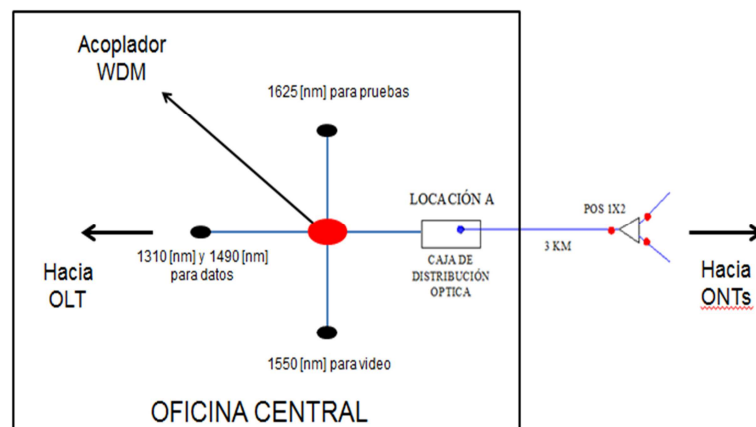 Acoplador
WDM
1625 [nm] para pruebas
LOCACIÓN A
POS 1X2
1310 [nm] y 1490 [nm]
para datos
3 KM
CAJA DE
DISTRIBUCIÓN
OPTICA
Hacia
OLT
Hacia
ONTs
1550 [nm] para video
OFICINA CENTRAL